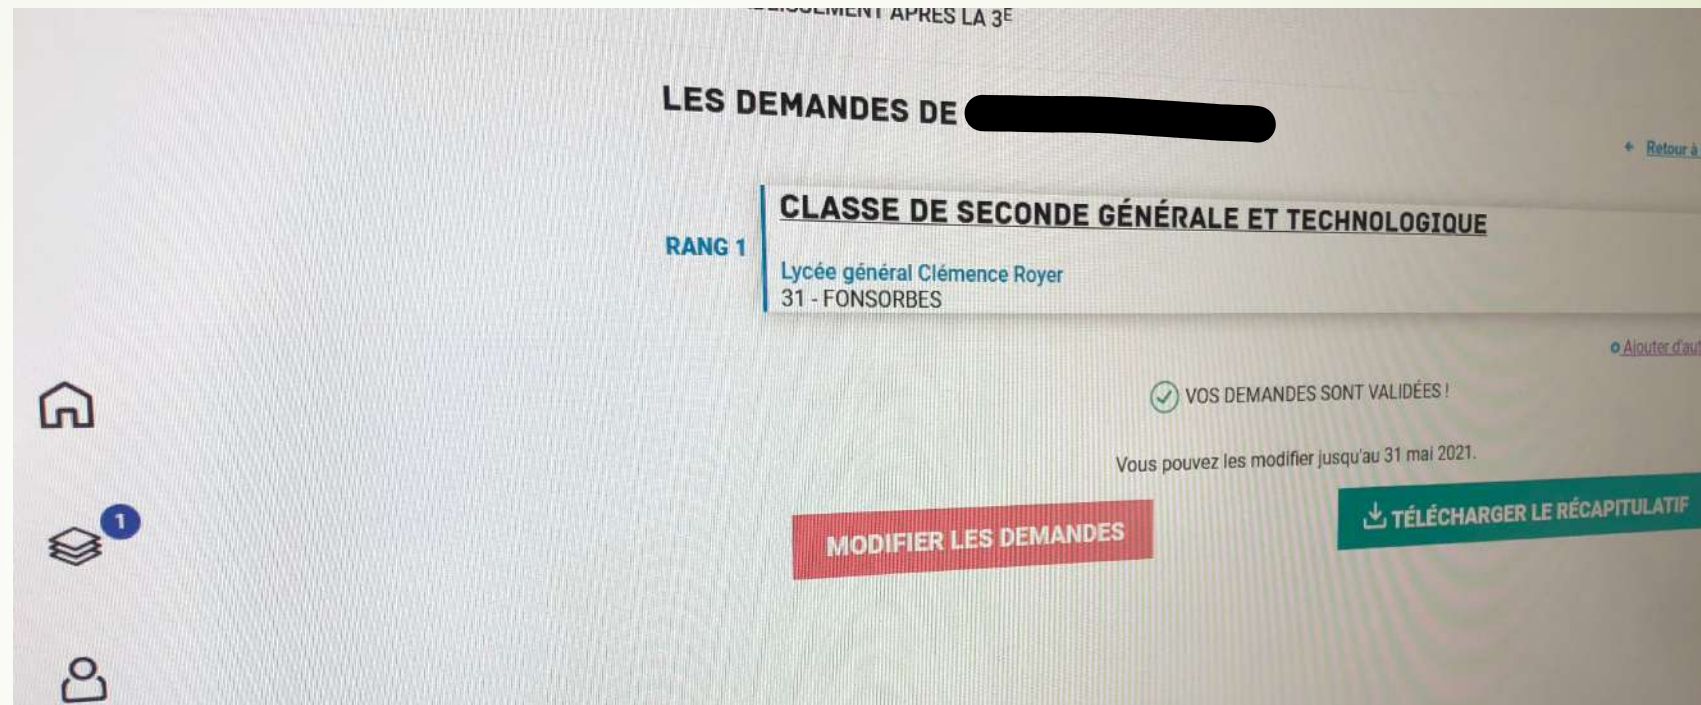 APRÈS LA 3E
LES DEMANDES DE
← Retour à
CLASSE DE SECONDE GÉNÉRALE ET TECHNOLOGIQUE
RANG 1
Lycée général Clémence Royer
31 - FONSORBES
Ajouter d'aut
VOS DEMANDES SONT VALIDÉES !
Vous pouvez les modifier jusqu'au 31 mai 2021.
MODIFIER LES DEMANDES
TÉLÉCHARGER LE RÉCAPITULATIF
1